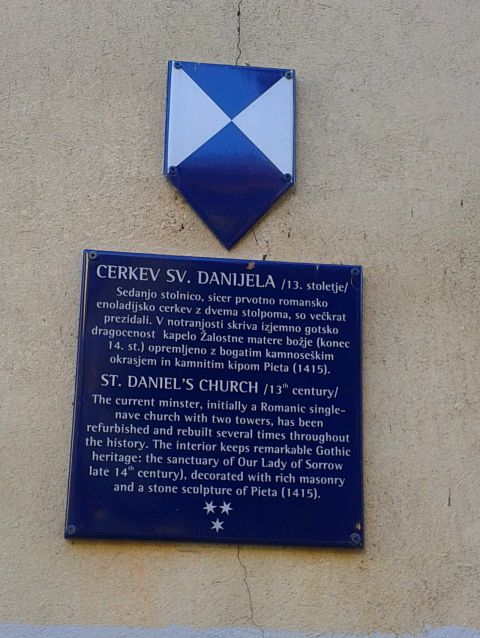 CERKEV SV. DANIJELA /13. stoletje/
Sedanjo stolnico, sicer prvotno romansko
enoladijsko cerkev z dvema stolpoma, so večkrat
prezidali. V notranjosti skriva izjemno gotsko
dragocenost kapelo Žalostne matere božje (konec
14. st.) opremljeno z bogatim kamnoseškim
okrasjem in kamnitim kipom Pieta (1415).
ST. DANIEL'S CHURCH /13th century/
The current minster, initially a Romanic single-
nave church with two towers, has been
refurbished and rebuilt several times throughout
the history. The interior keeps remarkable Gothic
heritage: the sanctuary of Our Lady of Sorrow
late 14th century), decorated with rich masonry
and a stone sculpture of Pieta (1415).